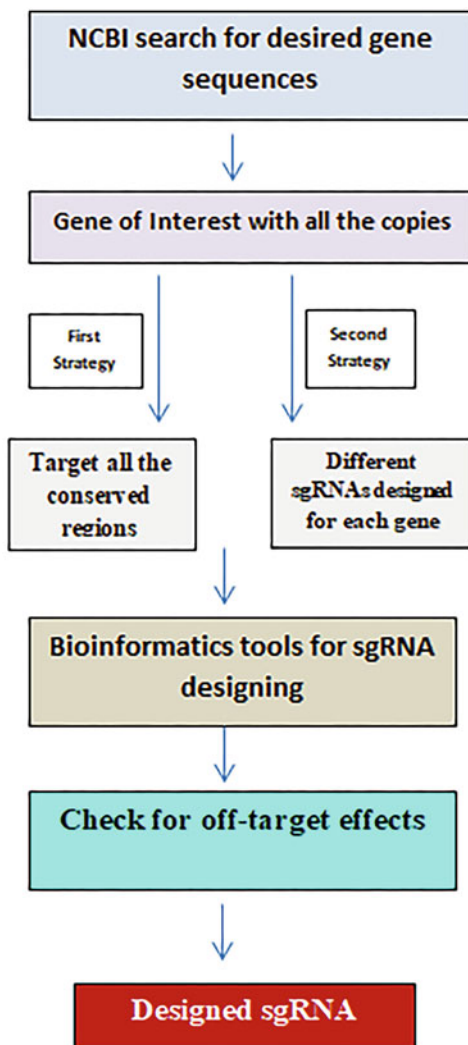 NCBI search for desired gene
sequences
Gene of Interest with all the copies
First
Strategy
Second
Strategy
Target all the
conserved
regions
Different
sgRNAs designed
for each gene
Bioinformatics tools for sgRNA
designing
Check for off-target effects
Designed sgRNA